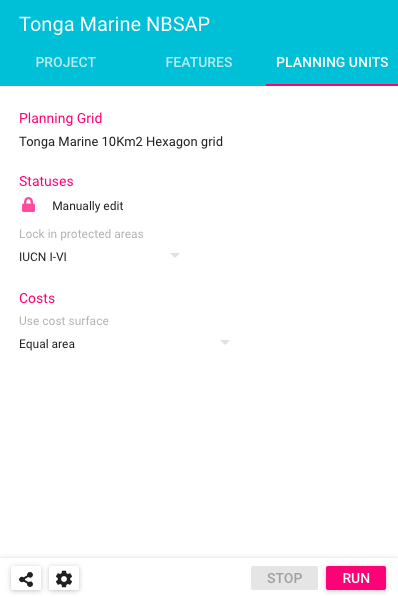 Tonga Marine NBSAP
PROJECT FEATURES PLANNING UNITS
Planning Grid
Tonga Marine 10Km2 Hexagon grid
Statuses
Manually edit
Lock in protected areas
IUCN I-VI
Costs
Use cost surface
Equal area
STOP RUN